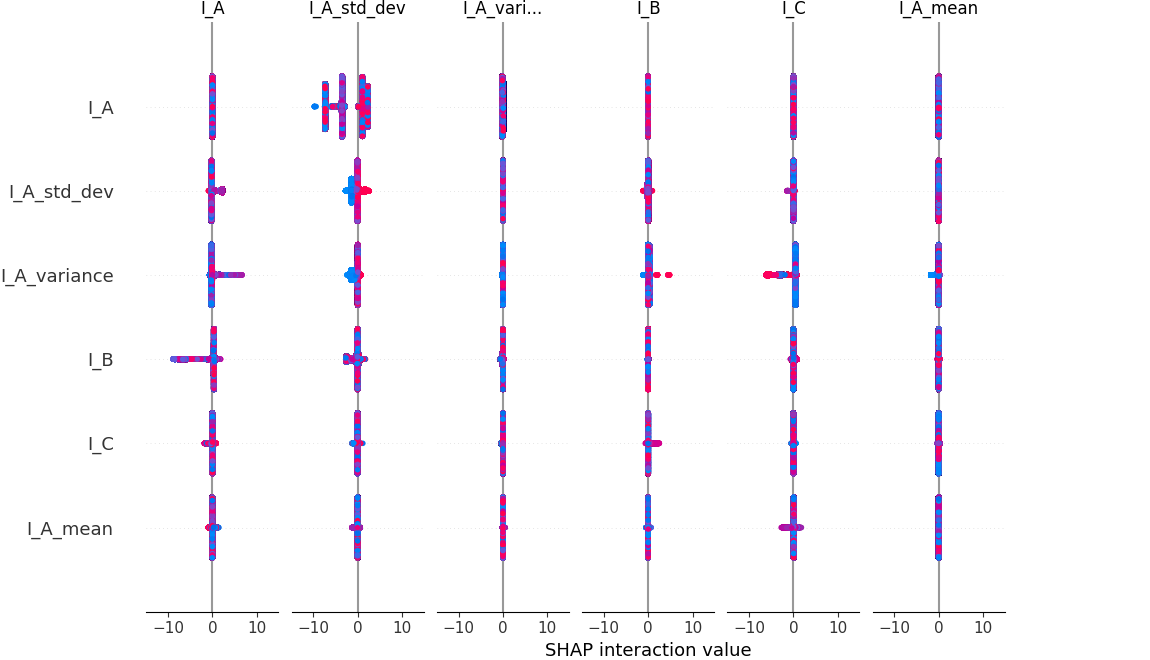 I_A I_A_std_dev I_A_vari... I_B I_C I_A_mean
I_A
I_A_std_dev
I_A_variance
I_B
I_C
I_A_mean
−10 0 10 −10 0 10 −10 0 10 −10 0 10 −10 0 10 −10 0 10
SHAP interaction value